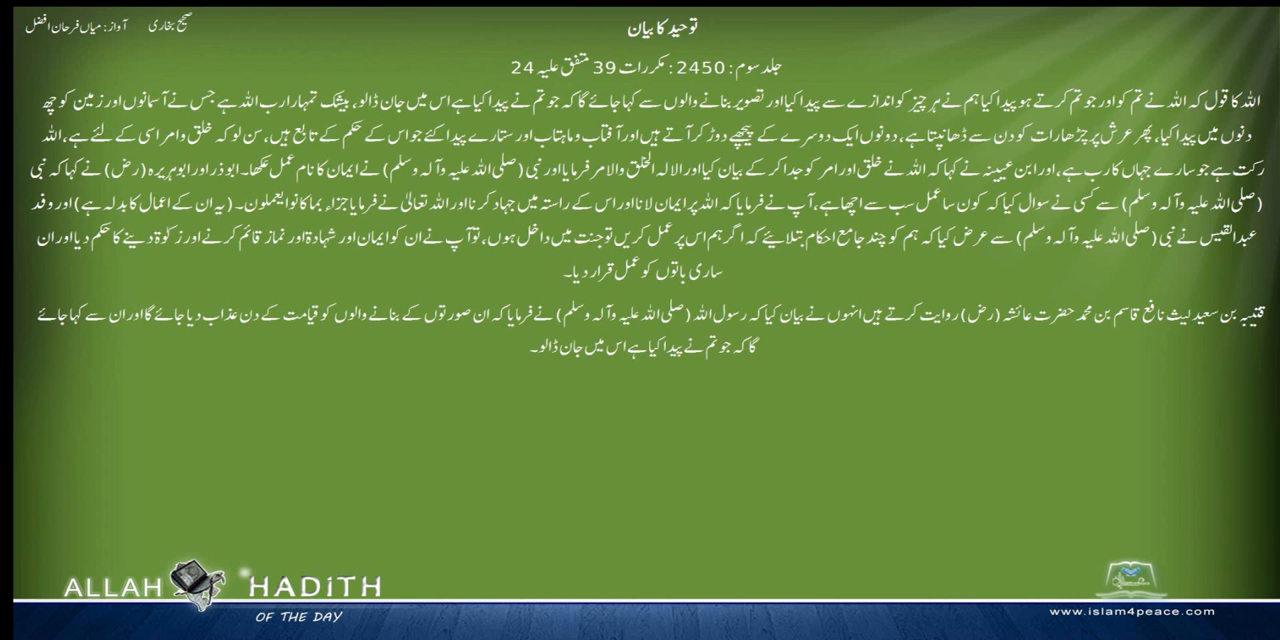 صحیح بخاری
آواز: میاں فرحان افضل
توحید کا بیان
جلد سوم : 2450 : مکررات 39 متفق علیہ 24
اللہ کا قول کہ اللہ نے تم کو اور جو تم کرتے ہو پیدا کیا ہم نے ہر چیز کو اندازے سے پیدا کیا اور تصویر بنانے والوں سے کہا جائے گا کہ جو تم نے پیدا کیا ہے اس میں جان ڈالو، بیشک تمہارا رب اللہ ہے جس نے آسمانوں اور زمین کو چھ
دنوں میں پیدا کیا، پھر عرش پر چڑھا رات کو دن سے ڈھانپتا ہے، دونوں ایک دوسرے کے پیچھے دوڑ کر آتے ہیں اور آفتاب وماہتاب اور ستارے پیدا کئے جو اس کے حکم کے تابع ہیں، سن لو کہ خلق و امر اسی کے لئے ہے، اللہ
رکت ہے جو سارے جہاں کا رب ہے، اور ابن عیینہ نے کہا کہ اللہ نے خلق اور امر کو جدا کر کے بیان کیا اور الالہ الخلق والامر فرمایا اور نبی (صلی اللہ علیہ وآلہ وسلم) نے ایمان کا نام عمل رکھا۔ ابوذر اور ابوہریرہ (رض) نے کہا کہ نبی
(صلی اللہ علیہ وآلہ وسلم) سے کسی نے سوال کیا کہ کون سا عمل سب سے اچھا ہے، آپ نے فرمایا کہ اللہ پر ایمان لانا اور اس کے راستہ میں جہاد کرنا اور اللہ تعالیٰ نے فرمایا جزاء بما کانوا یعملون۔ (یہ ان کے اعمال کا بدلہ ہے) اور وفد
عبدالقیس نے نبی (صلی اللہ علیہ وآلہ وسلم) سے عرض کیا کہ ہم کو چند جامع احکام بتلایئے کہ اگر ہم اس پر عمل کریں تو جنت میں داخل ہوں، تو آپ نے ان کو ایمان اور شہادۃ اور نماز قائم کرنے اور زکوۃ دینے کا حکم دیا اور ان
ساری باتوں کو عمل قرار دیا۔
قتیبہ بن سعید لیث نافع قاسم بن محمد حضرت عائشہ (رض) روایت کرتے ہیں انہوں نے بیان کیا کہ رسول اللہ (صلی اللہ علیہ وآلہ وسلم) نے فرمایا کہ ان صورتوں کے بنانے والوں کو قیامت کے دن عذاب دیا جائے گا اور ان سے کہا جائے
گا کہ جو تم نے پیدا کیا ہے اس میں جان ڈالو۔
ALLAH HADITH
OF THE DAY
www.islam4peace.com